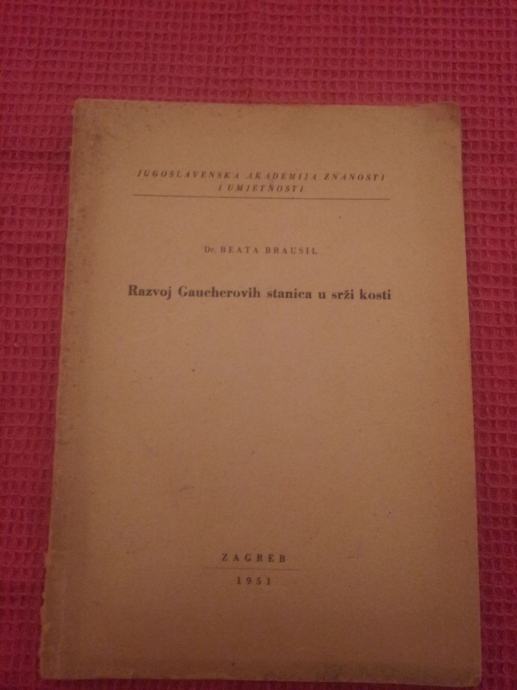 JUGOSLAVENSKA AKADEMIJA ZNANOSTI
I UMJETNOSTI
Dr. BEATA BRAUSIL
Razvoj Gaucherovih stanica u srži kosti
ZAGREB
1951